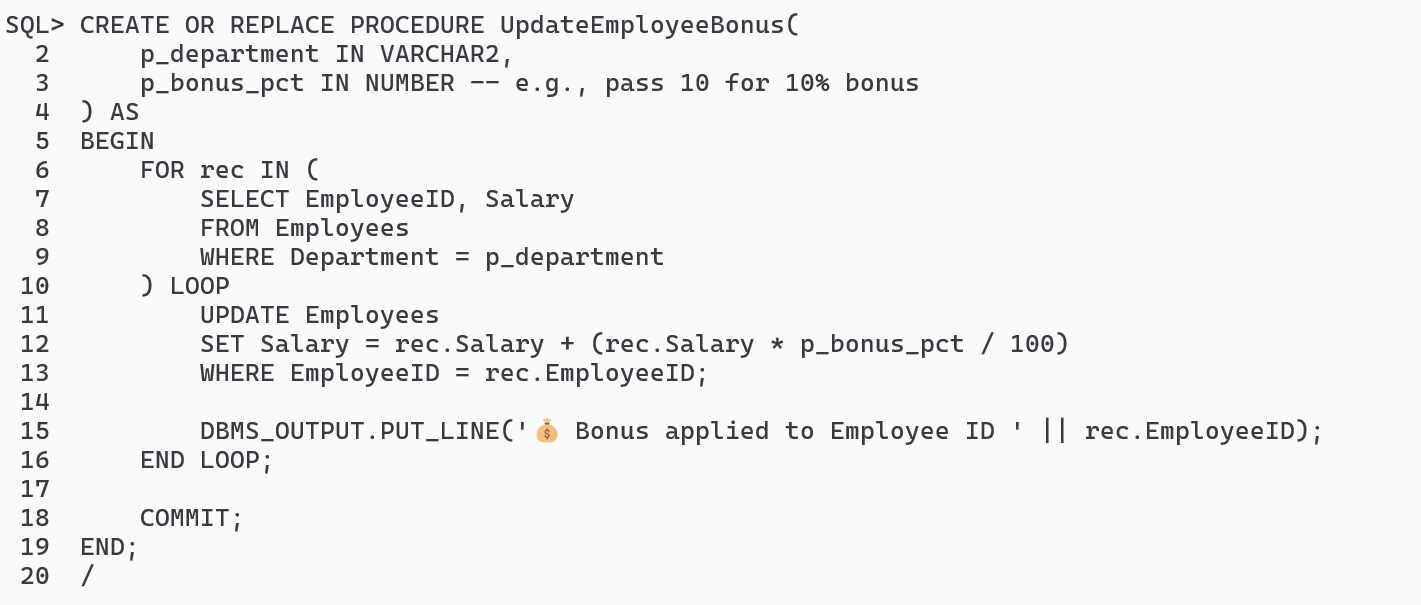 SQL> CREATE OR REPLACE PROCEDURE UpdateEmployeeBonus(
  2      p_department IN VARCHAR2,
  3      p_bonus_pct IN NUMBER -- e.g., pass 10 for 10% bonus
  4  ) AS
  5  BEGIN
  6      FOR rec IN (
  7          SELECT EmployeeID, Salary
  8          FROM Employees
  9          WHERE Department = p_department
 10      ) LOOP
 11          UPDATE Employees
 12          SET Salary = rec.Salary + (rec.Salary * p_bonus_pct / 100)
 13          WHERE EmployeeID = rec.EmployeeID;
 14
 15          DBMS_OUTPUT.PUT_LINE('💰 Bonus applied to Employee ID ' || rec.EmployeeID);
 16      END LOOP;
 17
 18      COMMIT;
 19  END;
 20  /